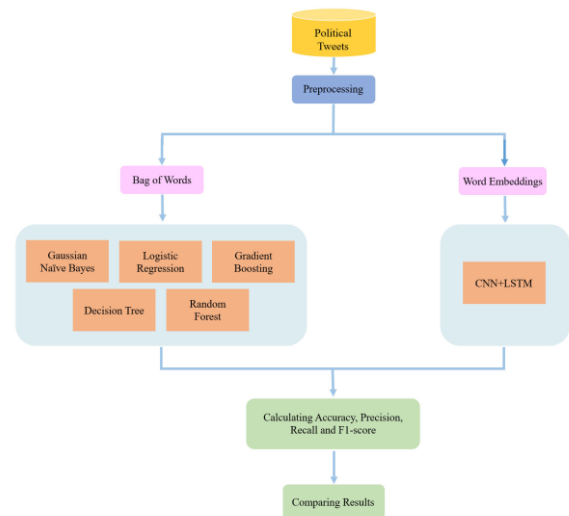 Political
Tweets
Preprocessing
Bag of Words
Word Embeddings
Gaussian
Naïve Bayes
Logistic
Regression
Gradient
Boosting
Decision Tree
Random
Forest
CNN+LSTM
Calculating Accuracy, Precision,
Recall and F1-score
Comparing Results